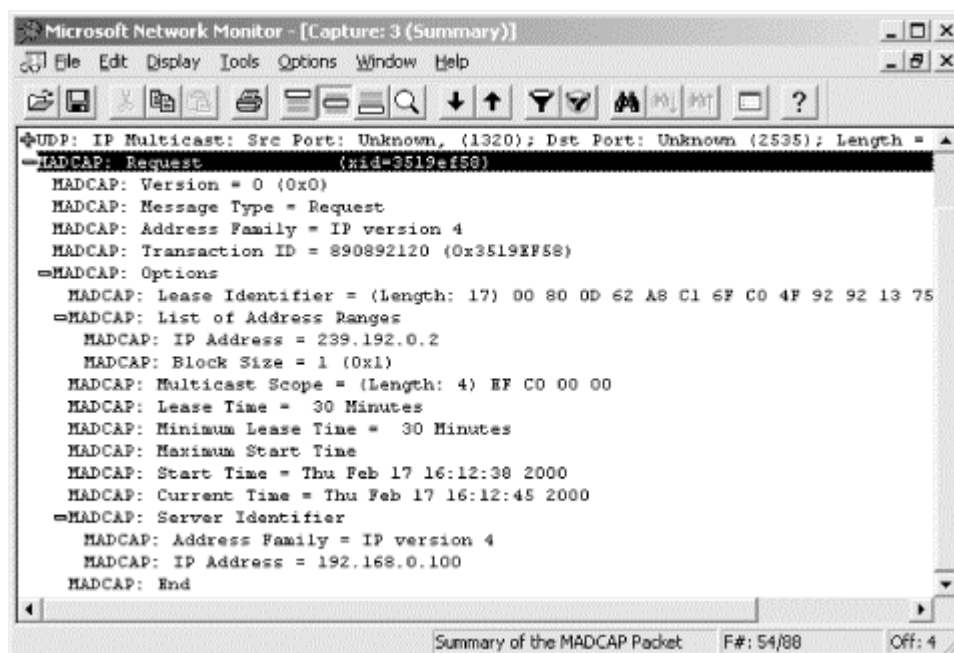 Microsoft Network Monitor - [Capture: 3 (Summary)]
File Edit Display Tools Options Window Help
UDP: IP Multicast: Src Port: Unknown, (1320); Dst Port: Unknown (2535); Length =
MADCAP: Request (xid=3519ef58)
MADCAP: Version = 0 (0x0)
MADCAP: Message Type = Request
MADCAP: Address Family = IP version 4
MADCAP: Transaction ID = 890892120 (0x3519EF58)
MADCAP: Options
MADCAP: Lease Identifier = (Length: 17) 00 80 0D 62 A8 C1 6F C0 4F 92 92 13 75
MADCAP: List of Address Ranges
MADCAP: IP Address = 239.192.0.2
MADCAP: Block Size = 1 (0x1)
MADCAP: Multicast Scope = (Length: 4) EF C0 00 00
MADCAP: Lease Time = 30 Minutes
MADCAP: Minimum Lease Time = 30 Minutes
MADCAP: Maximum Start Time
MADCAP: Start Time = Thu Feb 17 16:12:38 2000
MADCAP: Current Time = Thu Feb 17 16:12:45 2000
MADCAP: Server Identifier
MADCAP: Address Family = IP version 4
MADCAP: IP Address = 192.168.0.100
MADCAP: End
Summary of the MADCAP Packet F#: 54/88 Off: 4